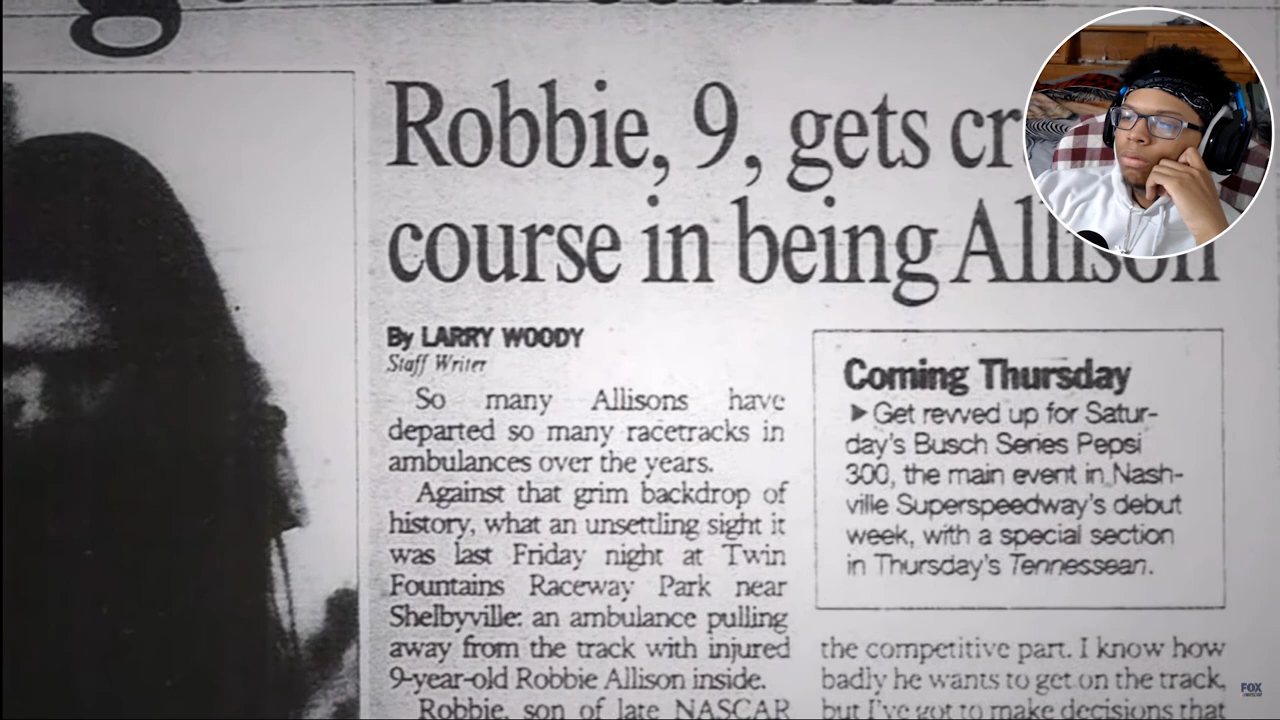 Robbie, 9, gets
course in being Allison
By LARRY WOODY
Staff Writer
So many Allisons have
departed so many racetracks in
ambulances over the years.
Against that grim backdrop of
history, what an unsettling sight it
was last Friday night at Twin
Fountains Raceway Park near
Shelbyville: an ambulance pulling
away from the track with injured
9-year-old Robbie Allison inside.
Robbie, son of late NASCAR
Coming Thursday
▶Get revved up for Satur-
day's Busch Series Pepsi
300, the main event in Nash-
ville Superspeedway's debut
week, with a special section
in Thursday's Tennessean.
the competitive part. I know how
badly he wants to get on the track,
but I've got to make decisions that
FOX